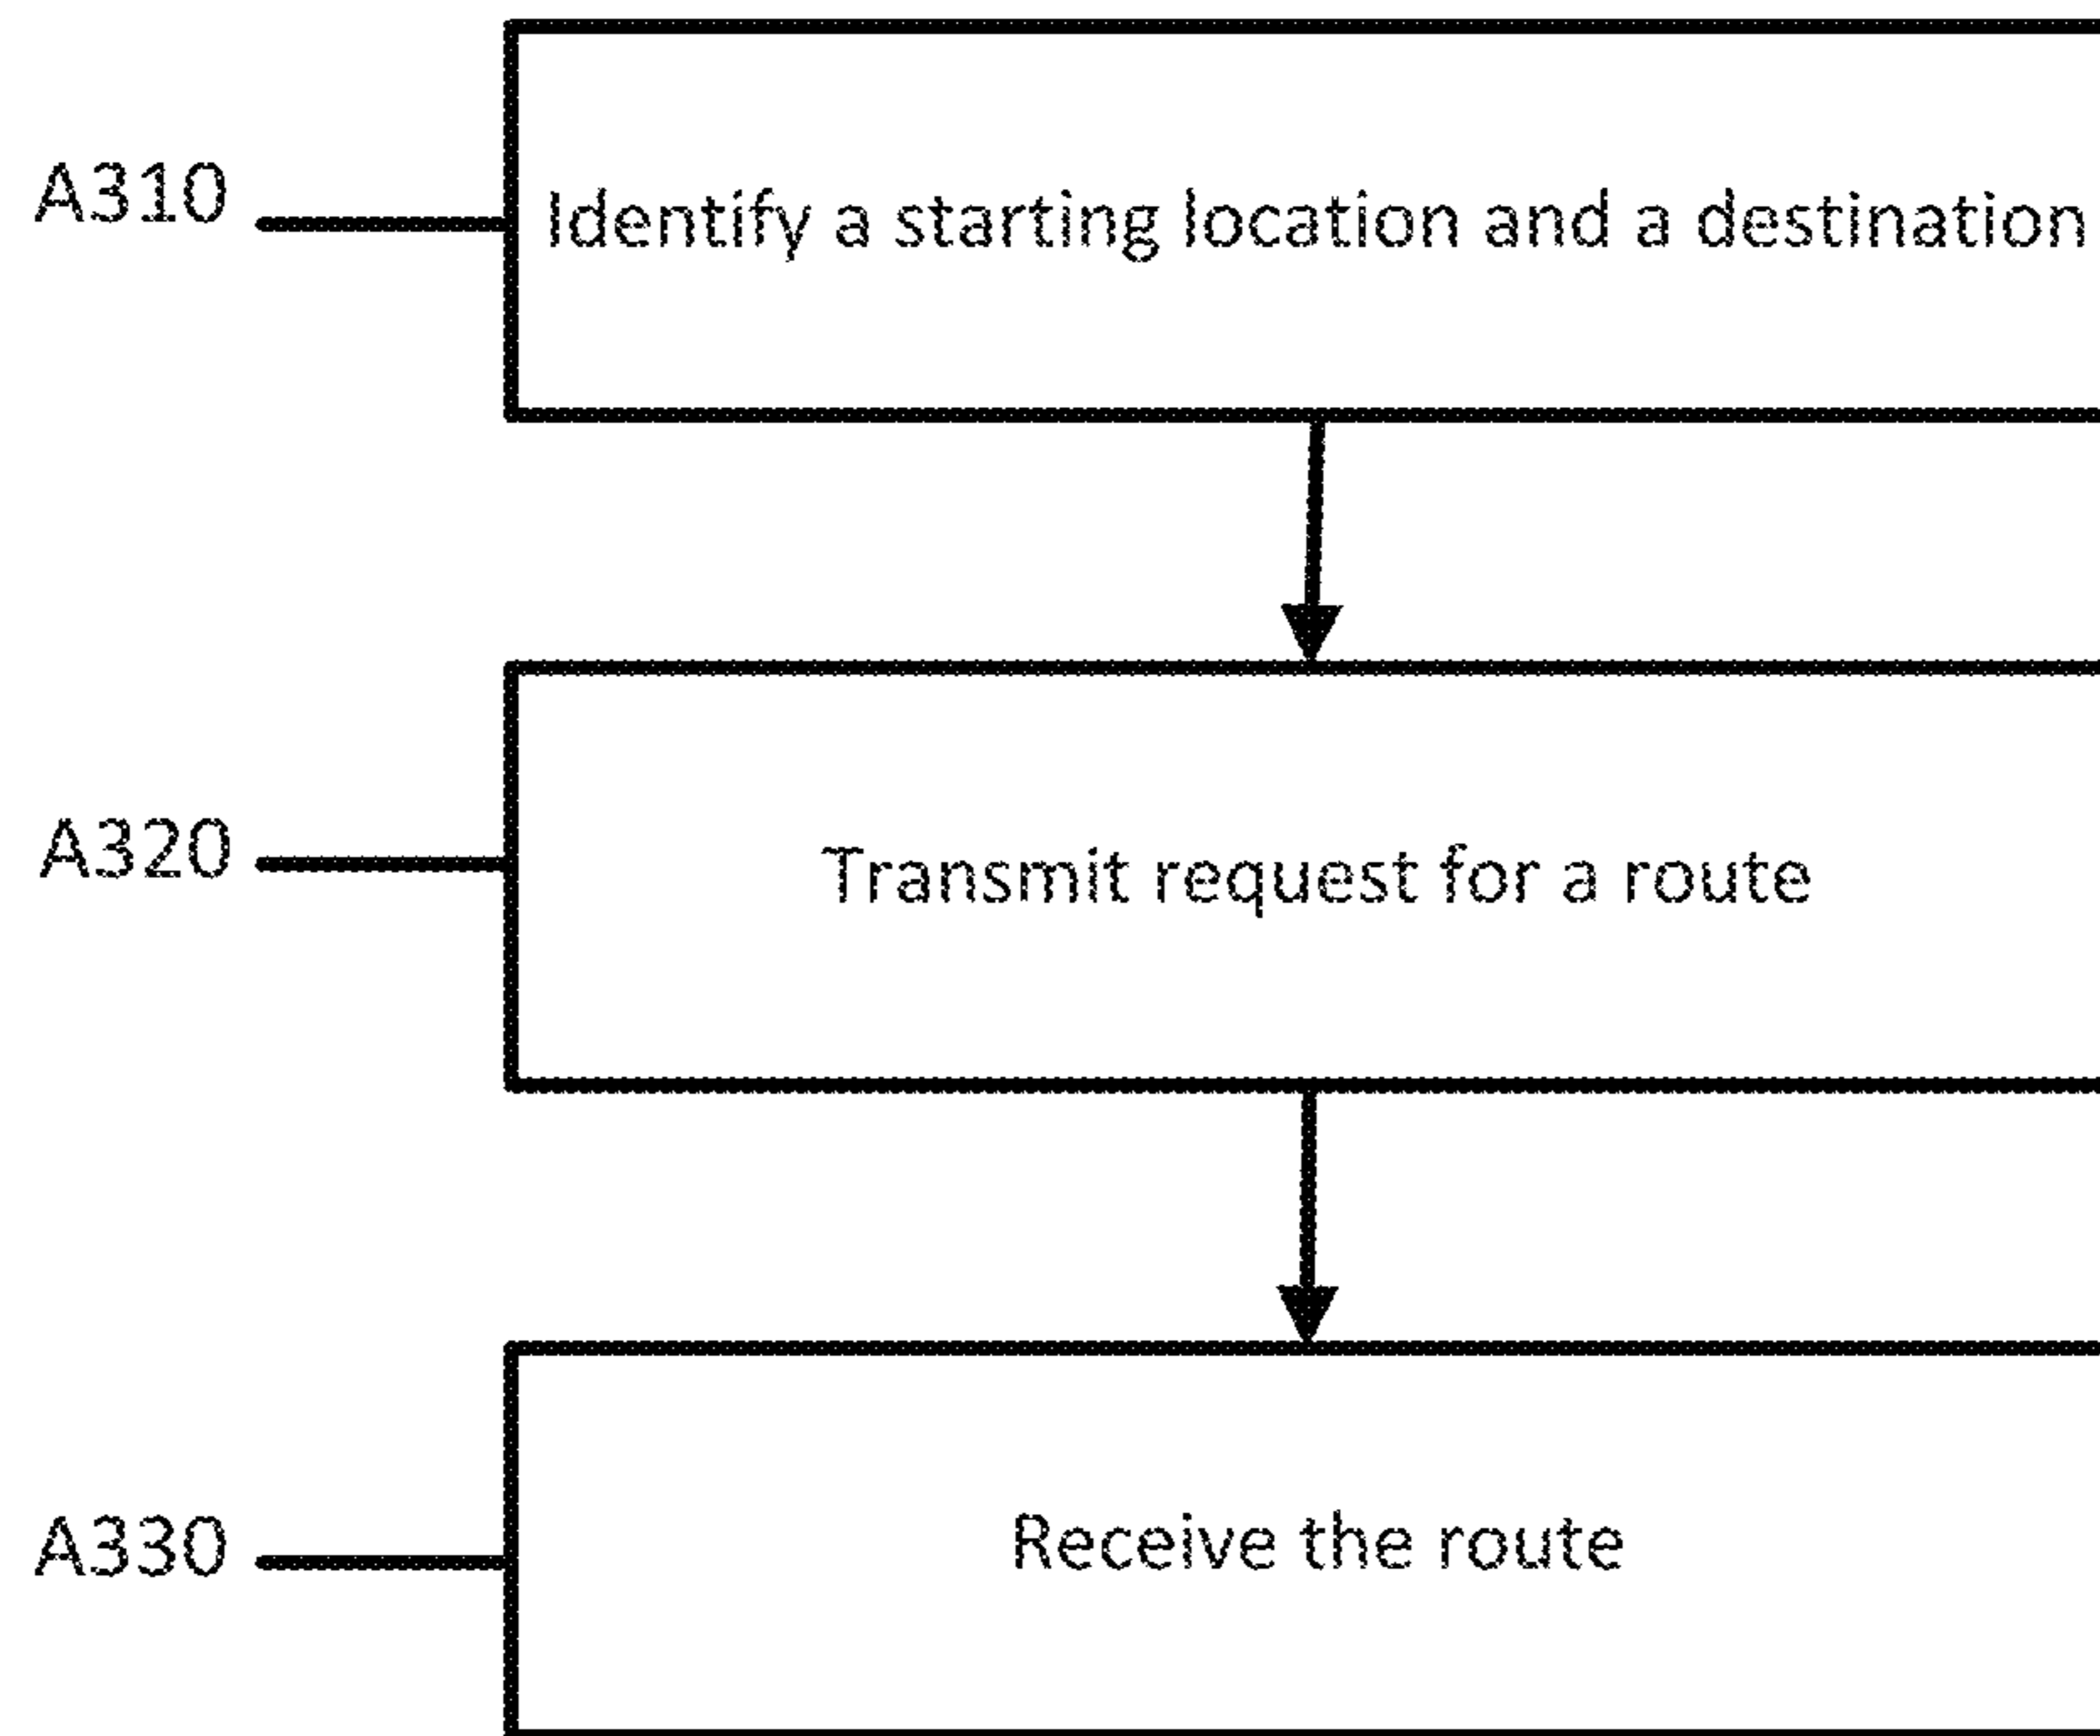 A310
Identify a starting location and a destination
A320
Transmit request for a route
A330
Receive the route